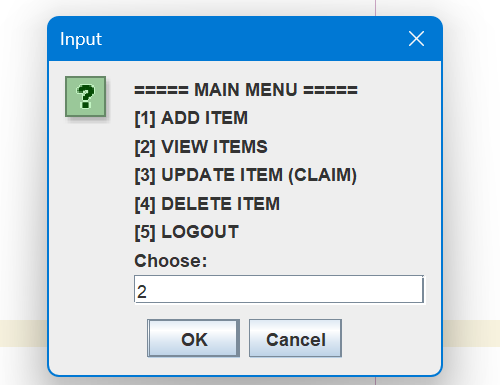 Input
===== MAIN MENU =====
[1] ADD ITEM
[2] VIEW ITEMS
[3] UPDATE ITEM (CLAIM)
[4] DELETE ITEM
[5] LOGOUT
Choose:
2
OK Cancel